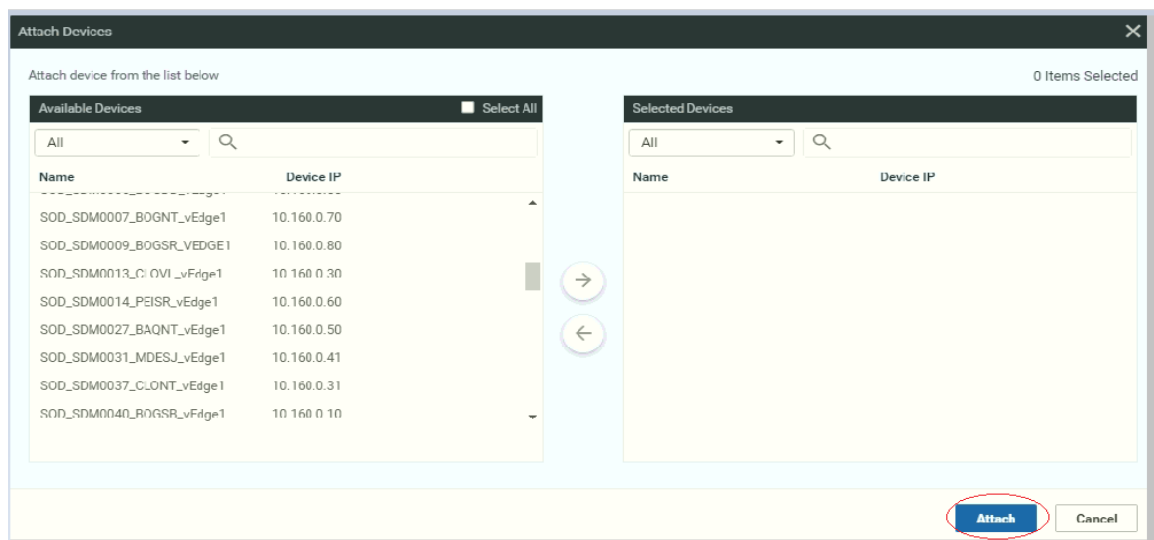 Attach Devices
Attach device from the list below
0 Items Selected
Available Devices Select All
Selected Devices
All
All
Name Device IP
Name Device IP
SOD_SDM0007_BOGNT_vEdge1 10.160.0.70
SOD_SDM0009_BOGSR_VEDGE1 10.160.0.80
SOD_SDM0013_CLOVL_vEdge1 10.160.0.30
SOD_SDM0014_PEISR_vEdge1 10.160.0.60
SOD_SDM0027_BAQNT_vEdge1 10.160.0.50
SOD_SDM0031_MDESJ_vEdge1 10.160.0.41
SOD_SDM0037_CLONT_vEdge1 10.160.0.31
SOD_SDM0040_BOGSB_vEdge1 10.160.0.10
Attach Cancel